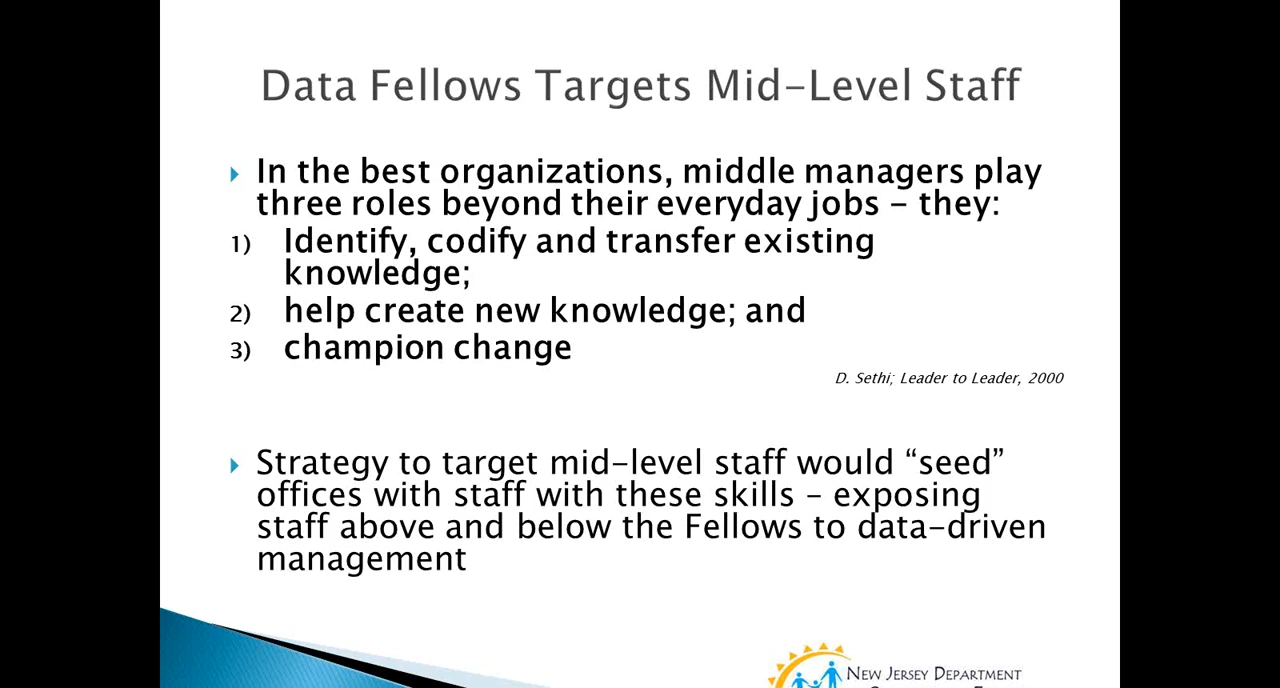 Data Fellows Targets Mid-Level Staff
In the best organizations, middle managers play
three roles beyond their everyday jobs – they:
1) Identify, codify and transfer existing
knowledge;
2) help create new knowledge; and
3) champion change
D. Sethi; Leader to Leader, 2000
Strategy to target mid-level staff would “seed”
offices with staff with these skills – exposing
staff above and below the Fellows to data-driven
management
NEW JERSEY DEPARTMENT